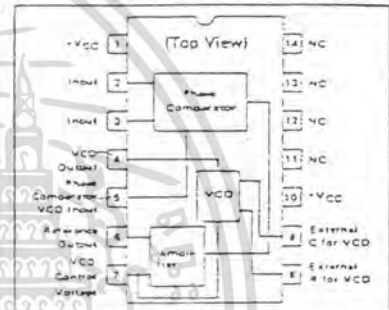 (Top View)
-VCC 1
14 NC
Input 2
13 NC
Input 3
Phase
Comparator
12 NC
VCO
Output
4
11 NC
Phase
Comparator
VCO Input
5
VCO
10 +VCC
Reference
Output
6
Ampli-
fier
9 External
C for VCO
VCO
Control
Voltage
7
8 External
R for VCO